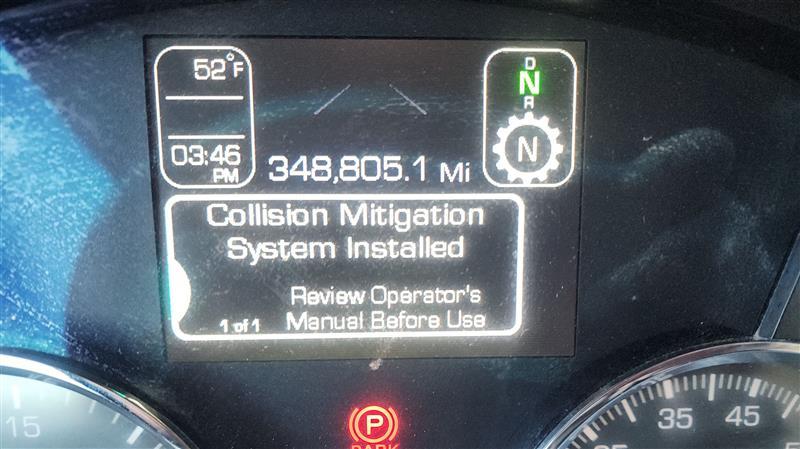 52°F
D
N
R
N
03:46
PM
348,805.1 Mi
Collision Mitigation
System Installed
Review Operator's
1 of 1 Manual Before Use
P
PARK
15
35
45